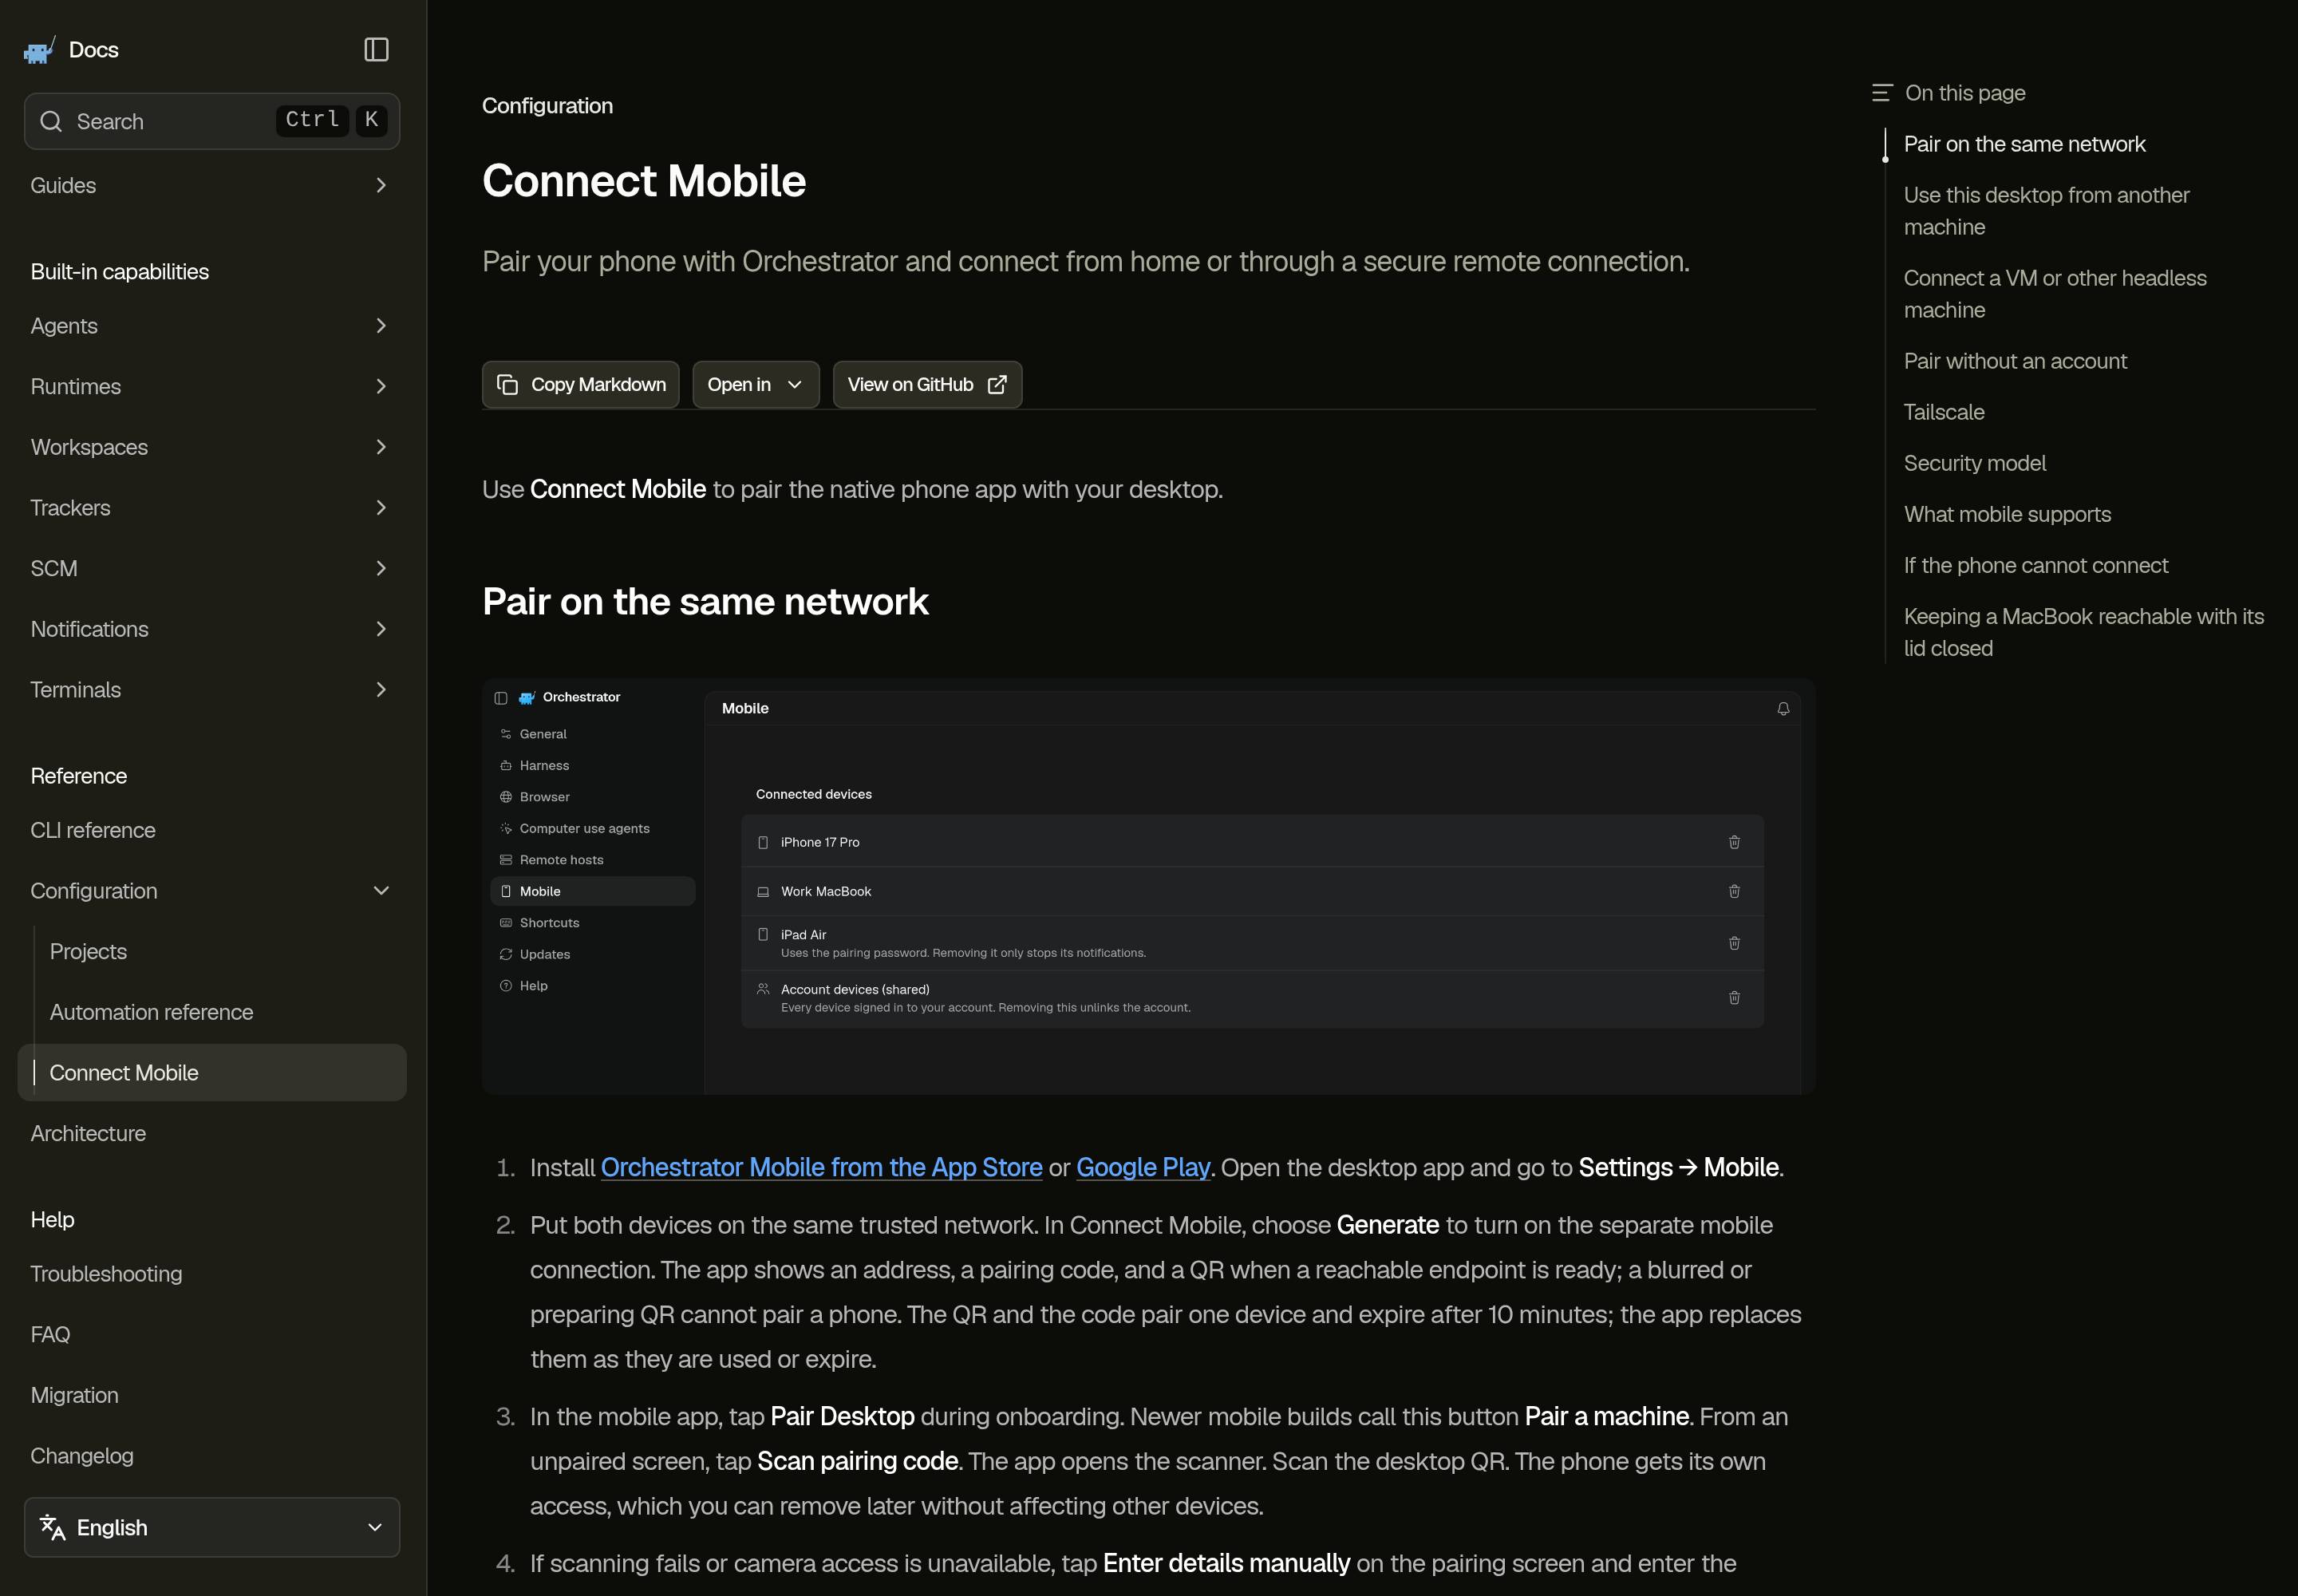 Docs
Search
Ctrl K
Guides
Built-in capabilities
Agents
Runtimes
Workspaces
Trackers
SCM
Notifications
Terminals
Reference
CLI reference
Configuration
Projects
Automation reference
Connect Mobile
Architecture
Help
Troubleshooting
FAQ
Migration
Changelog
English
Configuration
Connect Mobile
Pair your phone with Orchestrator and connect from home or through a secure remote connection.
Copy Markdown
Open in
View on GitHub
Use Connect Mobile to pair the native phone app with your desktop.
Pair on the same network
Orchestrator
General
Harness
Browser
Computer use agents
Remote hosts
Mobile
Shortcuts
Updates
Help
Mobile
Connected devices
iPhone 17 Pro
Work MacBook
iPad Air
Uses the pairing password. Removing it only stops its notifications.
Account devices (shared)
Every device signed in to your account. Removing this unlinks the account.
1. Install Orchestrator Mobile from the App Store or Google Play. Open the desktop app and go to Settings → Mobile.
2. Put both devices on the same trusted network. In Connect Mobile, choose Generate to turn on the separate mobile
connection. The app shows an address, a pairing code, and a QR when a reachable endpoint is ready; a blurred or
preparing QR cannot pair a phone. The QR and the code pair one device and expire after 10 minutes; the app replaces
them as they are used or expire.
3. In the mobile app, tap Pair Desktop during onboarding. Newer mobile builds call this button Pair a machine. From an
unpaired screen, tap Scan pairing code. The app opens the scanner. Scan the desktop QR. The phone gets its own
access, which you can remove later without affecting other devices.
4. If scanning fails or camera access is unavailable, tap Enter details manually on the pairing screen and enter the
On this page
Pair on the same network
Use this desktop from another
machine
Connect a VM or other headless
machine
Pair without an account
Tailscale
Security model
What mobile supports
If the phone cannot connect
Keeping a MacBook reachable with its
lid closed